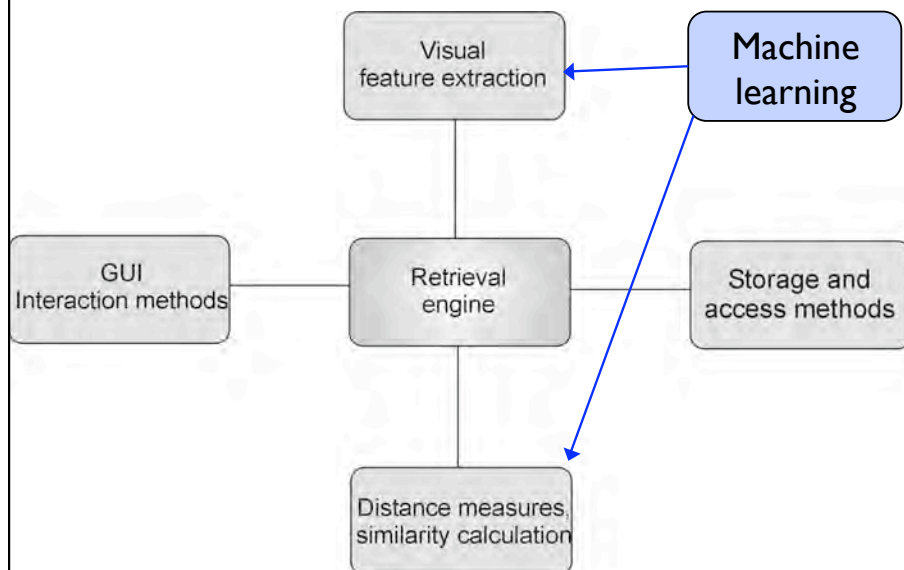 Visual
feature extraction
Machine
learning
GUI
Interaction methods
Retrieval
engine
Storage and
access methods
Distance measures,
similarity calculation